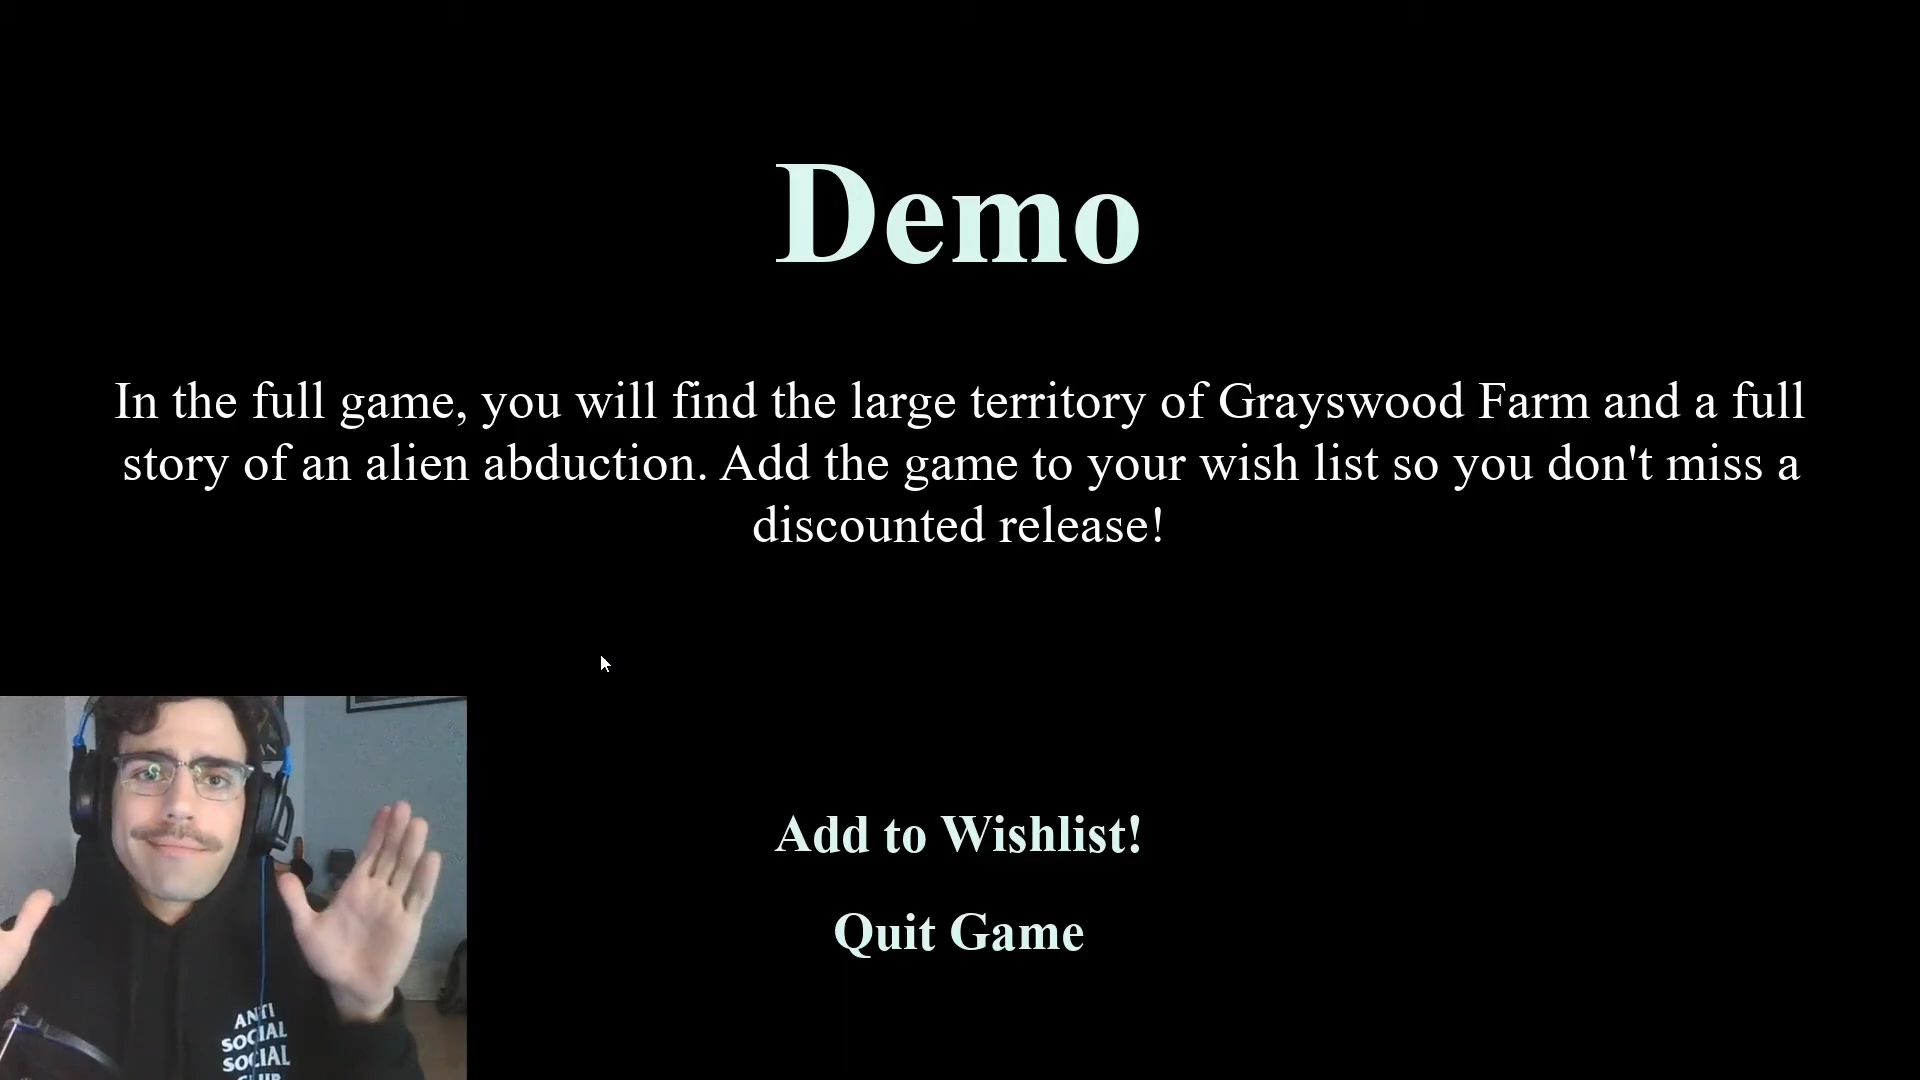 Demo
In the full game, you will find the large territory of Grayswood Farm and a full
story of an alien abduction. Add the game to your wish list so you don't miss a
discounted release!
Add to Wishlist!
Quit Game
ANTI
SOCIAL
SOCIAL
CLUB